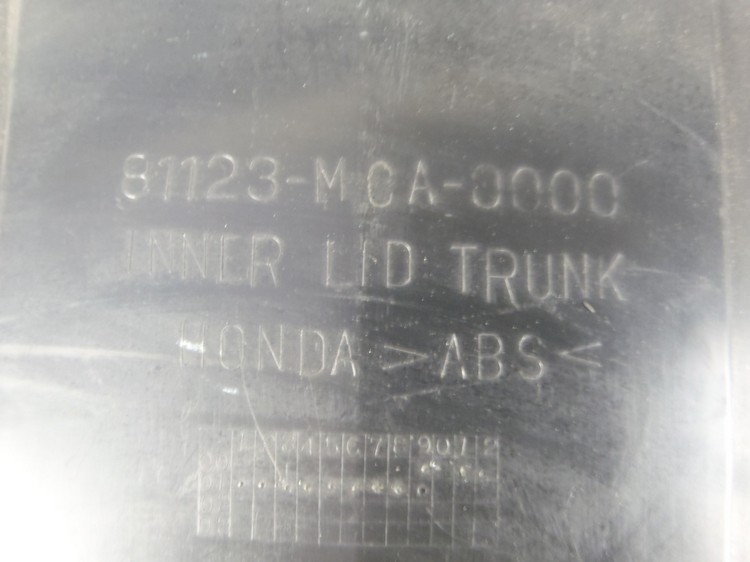 81123-MCA-0000
INNER LID TRUNK
HONDA >ABS<